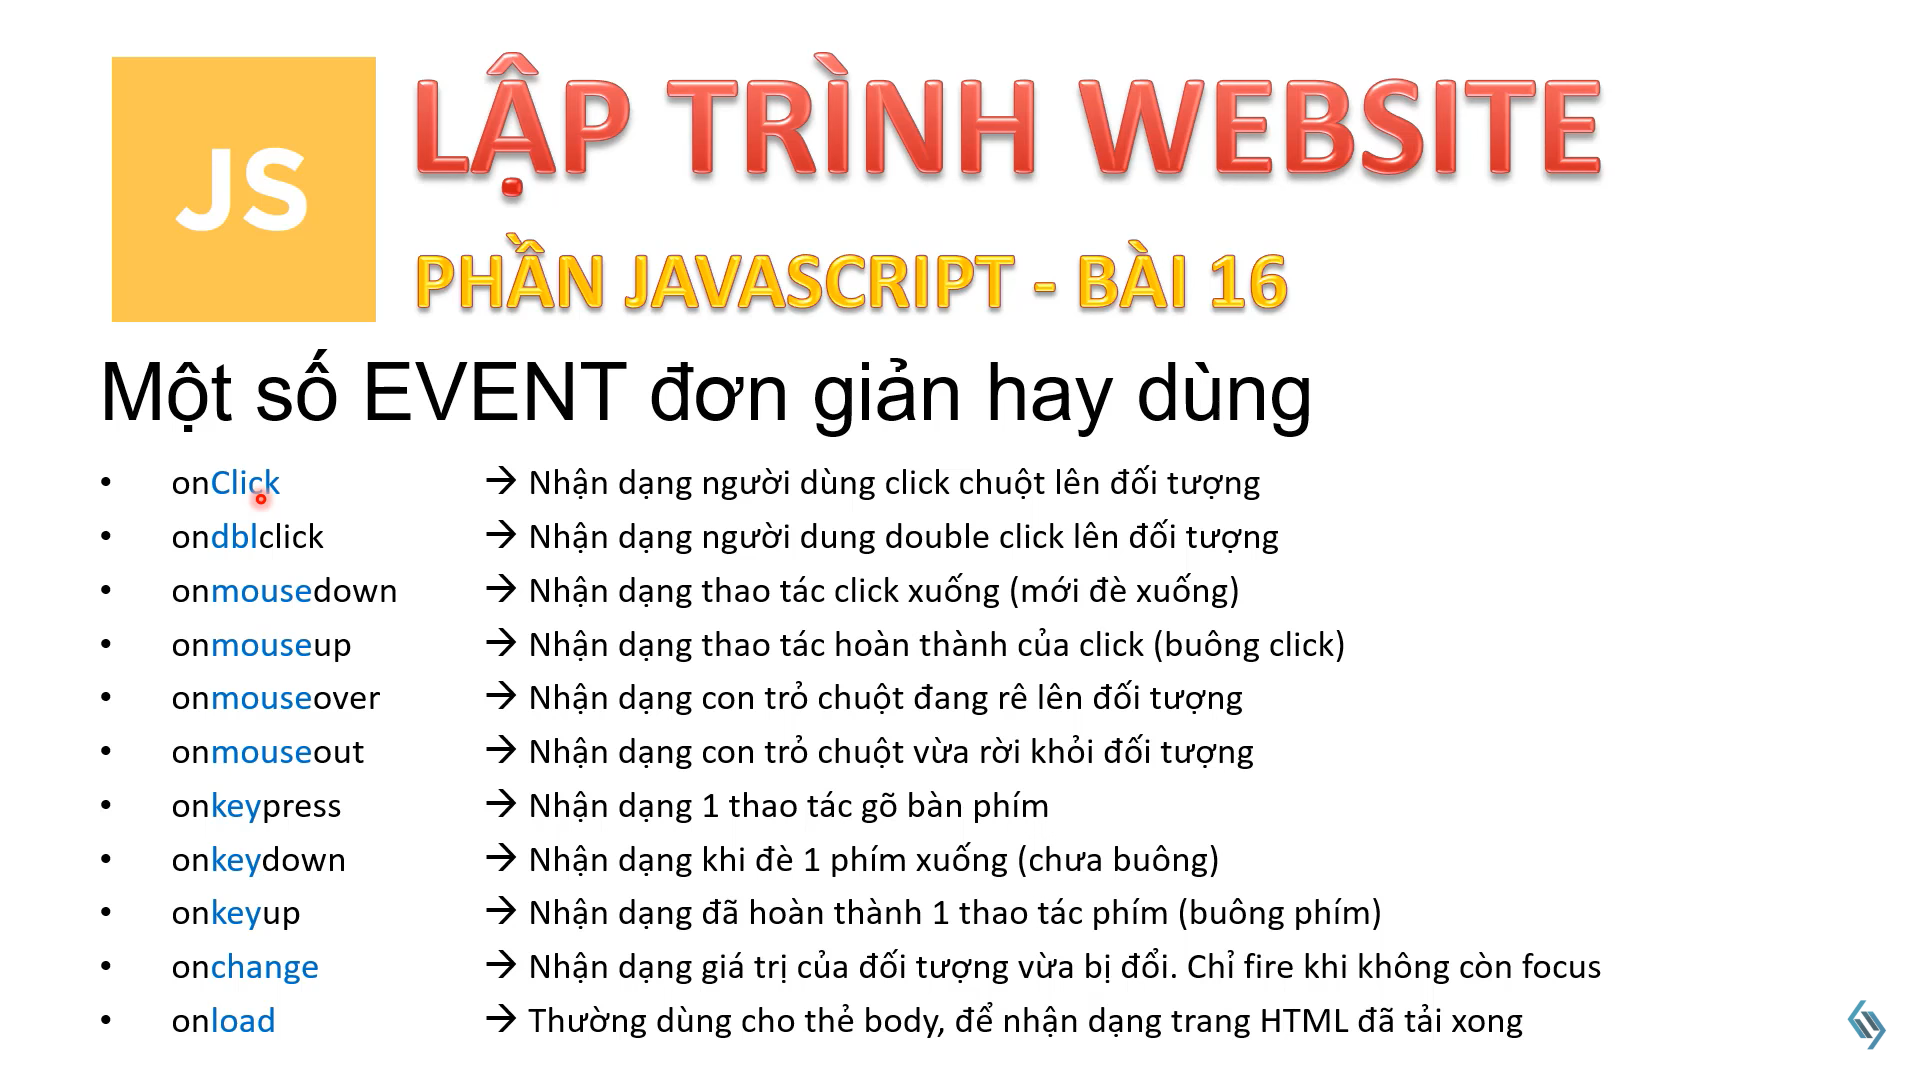 JS
LẬP TRÌNH WEBSITE
PHẦN JAVASCRIPT - BÀI 16
Một số EVENT đơn giản hay dùng
• onClick → Nhận dạng người dùng click chuột lên đối tượng
• ondblclick → Nhận dạng người dung double click lên đối tượng
• onmousedown → Nhận dạng thao tác click xuống (mới đè xuống)
• onmouseup → Nhận dạng thao tác hoàn thành của click (buông click)
• onmouseover → Nhận dạng con trỏ chuột đang rê lên đối tượng
• onmouseout → Nhận dạng con trỏ chuột vừa rời khỏi đối tượng
• onkeypress → Nhận dạng 1 thao tác gõ bàn phím
• onkeydown → Nhận dạng khi đè 1 phím xuống (chưa buông)
• onkeyup → Nhận dạng đã hoàn thành 1 thao tác phím (buông phím)
• onchange → Nhận dạng giá trị của đối tượng vừa bị đổi. Chỉ fire khi không còn focus
• onload → Thường dùng cho thẻ body, để nhận dạng trang HTML đã tải xong